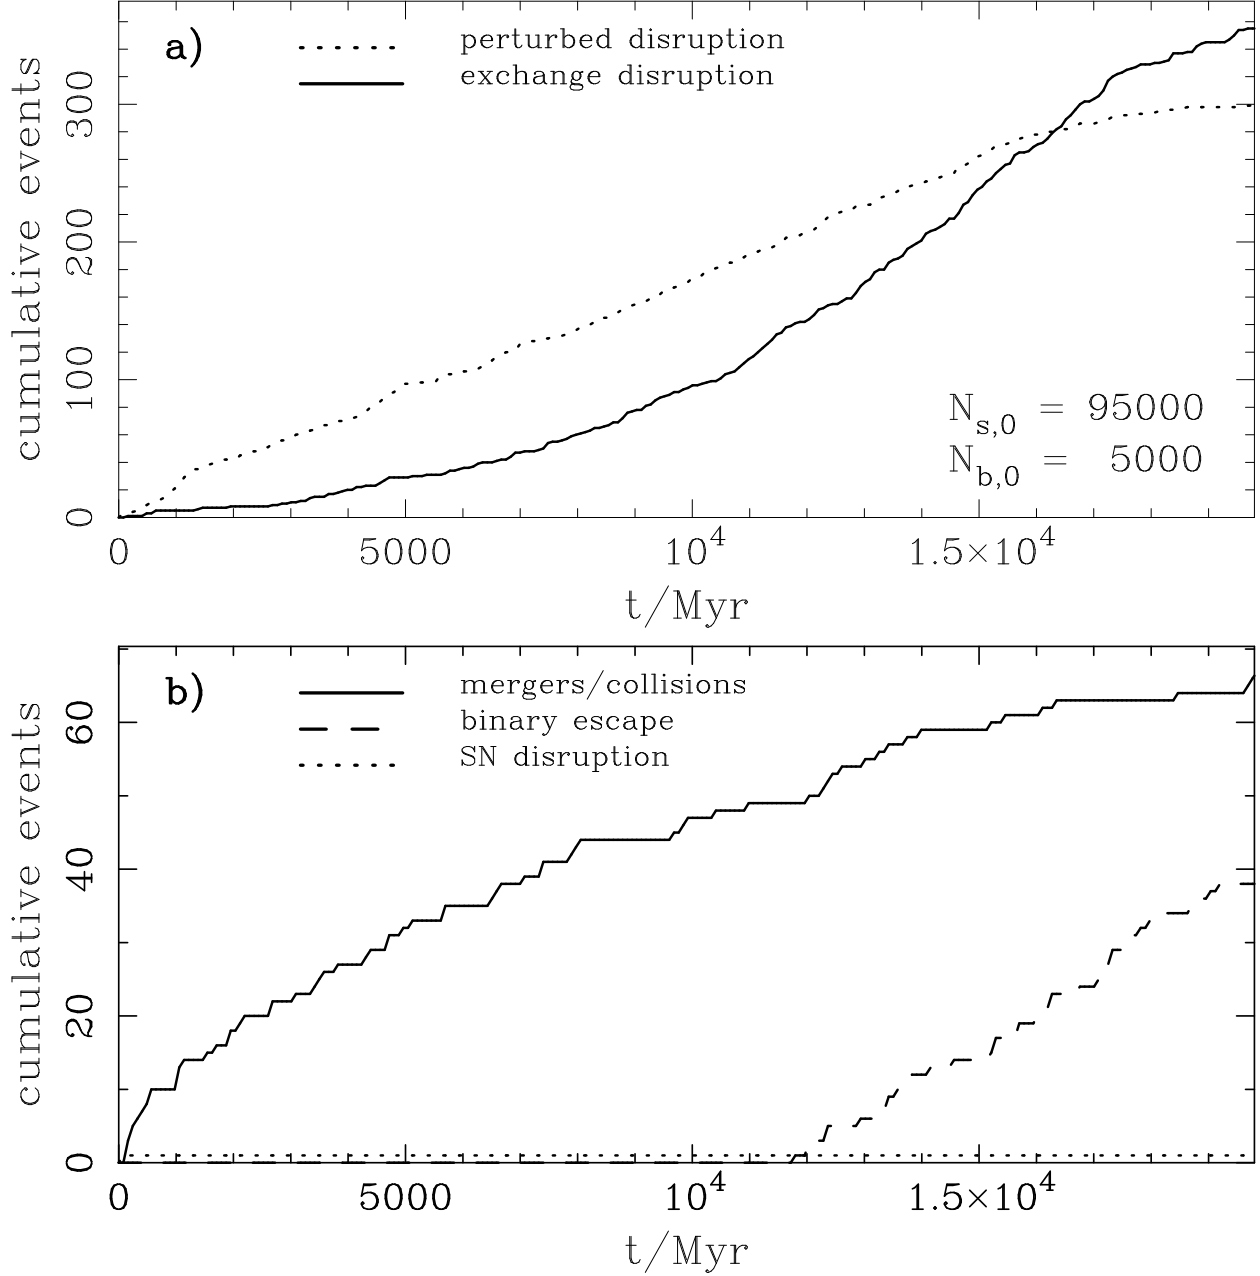 a)
perturbed disruption
exchange disruption
cumulative events
300
200
100
0
N_{s,0} = 95000
N_{b,0} = 5000
0 5000 10^4 1.5×10^4
t/Myr
b)
mergers/collisions
binary escape
SN disruption
cumulative events
60
40
20
0
0 5000 10^4 1.5×10^4
t/Myr